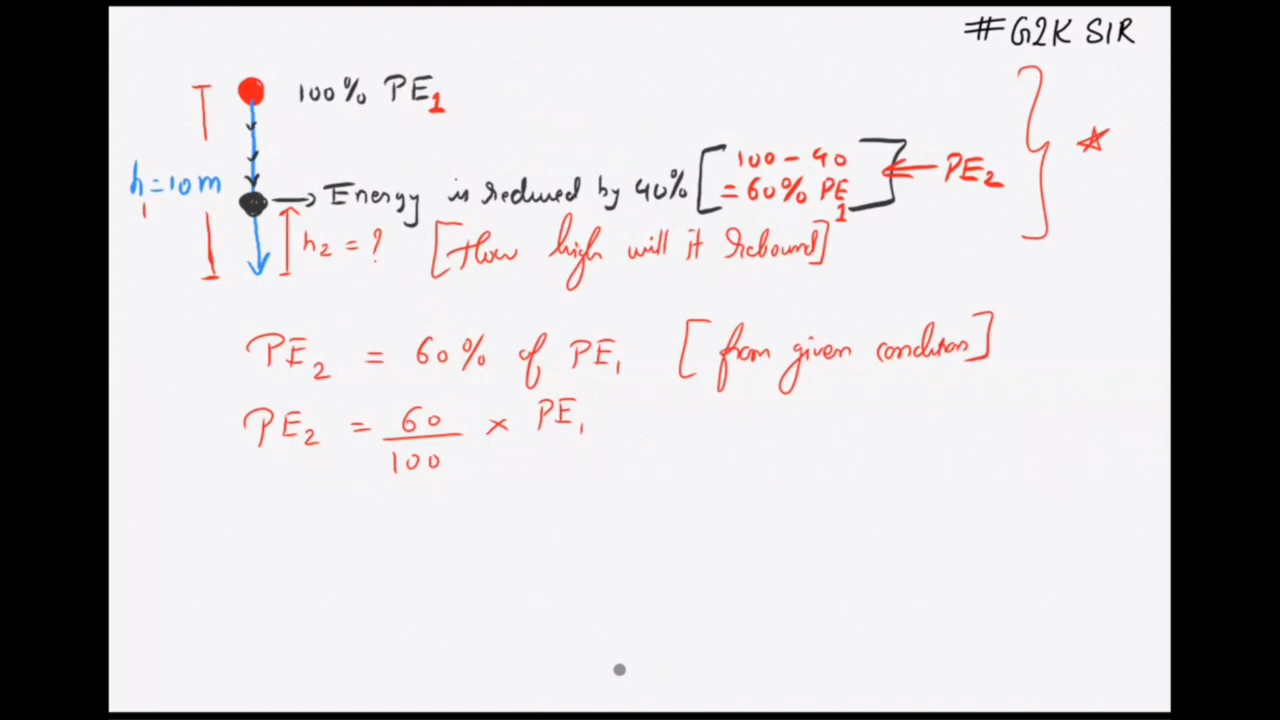 #G2K SIR
100% PE1
h1 = 10m
→ Energy is reduced by 40% [100 - 40 = 60% PE1] ← PE2
h2 = ? [How high will it rebound]
PE2 = 60% of PE1 [from given condition]
PE2 = 60/100 × PE1